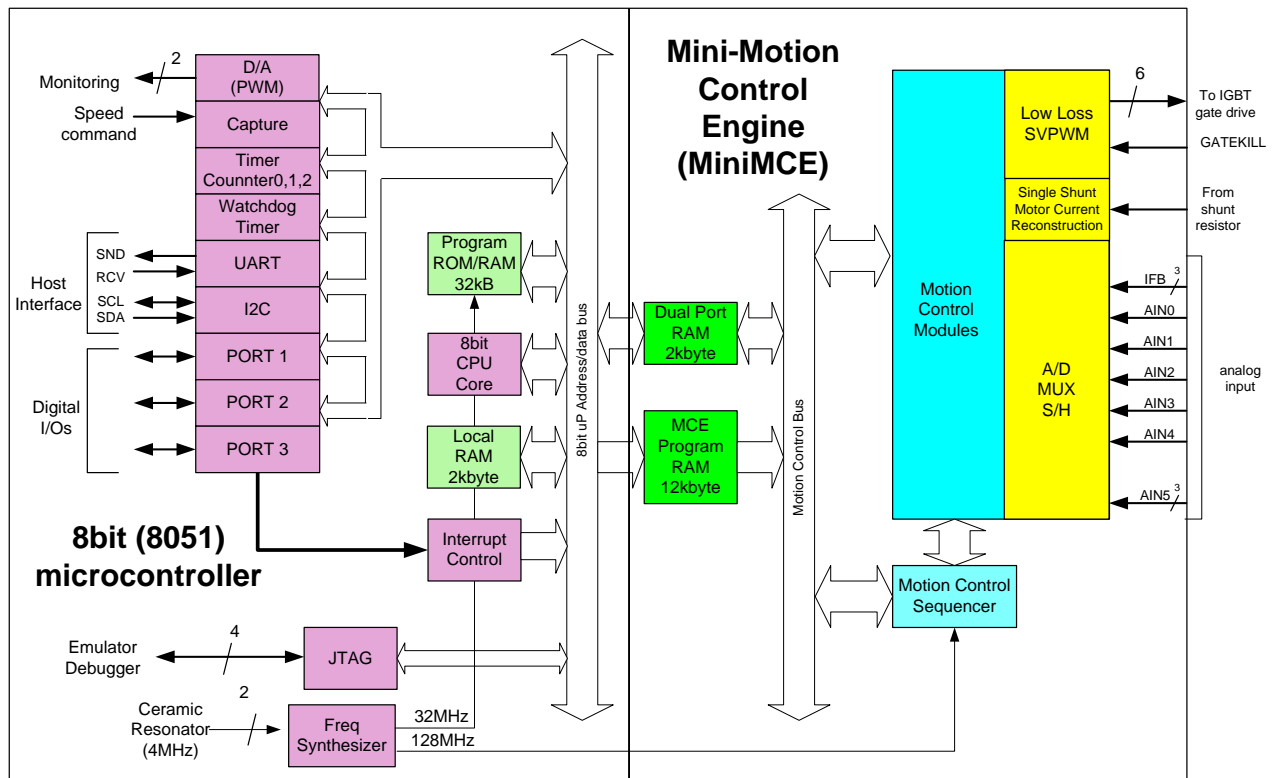 Monitoring
2
D/A
(PWM)
Speed
command
Capture
Timer
Counnter0,1,2
Watchdog
Timer
Host
Interface
SND
RCV
UART
SCL
SDA
I2C
Digital
I/Os
PORT 1
PORT 2
PORT 3
8bit (8051)
microcontroller
Program
ROM/RAM
32kB
8bit
CPU
Core
Local
RAM
2kbyte
Interrupt
Control
Emulator
Debugger
4
JTAG
Ceramic
Resonator
(4MHz)
2
Freq
Synthesizer
32MHz
128MHz
8bit uP Address/data bus
Mini-Motion
Control
Engine
(MiniMCE)
Dual Port
RAM
2kbyte
MCE
Program
RAM
12kbyte
Motion Control Bus
Motion
Control
Modules
Low Loss
SVPWM
Single Shunt
Motor Current
Reconstruction
A/D
MUX
S/H
Motion Control
Sequencer
6
To IGBT
gate drive
GATEKILL
From
shunt
resistor
IFB
3
AIN0
AIN1
AIN2
AIN3
AIN4
AIN5
3
analog
input